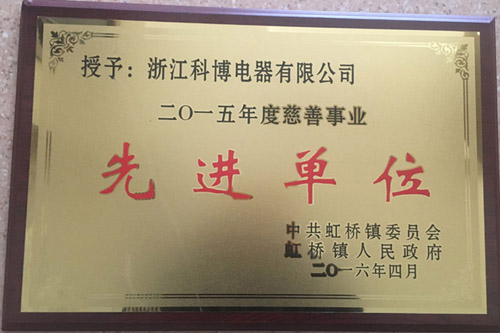 授予：浙江科博电器有限公司
二〇一五年度慈善事业
先进单位
中共虹桥镇委员会
虹桥镇人民政府
二〇一六年四月